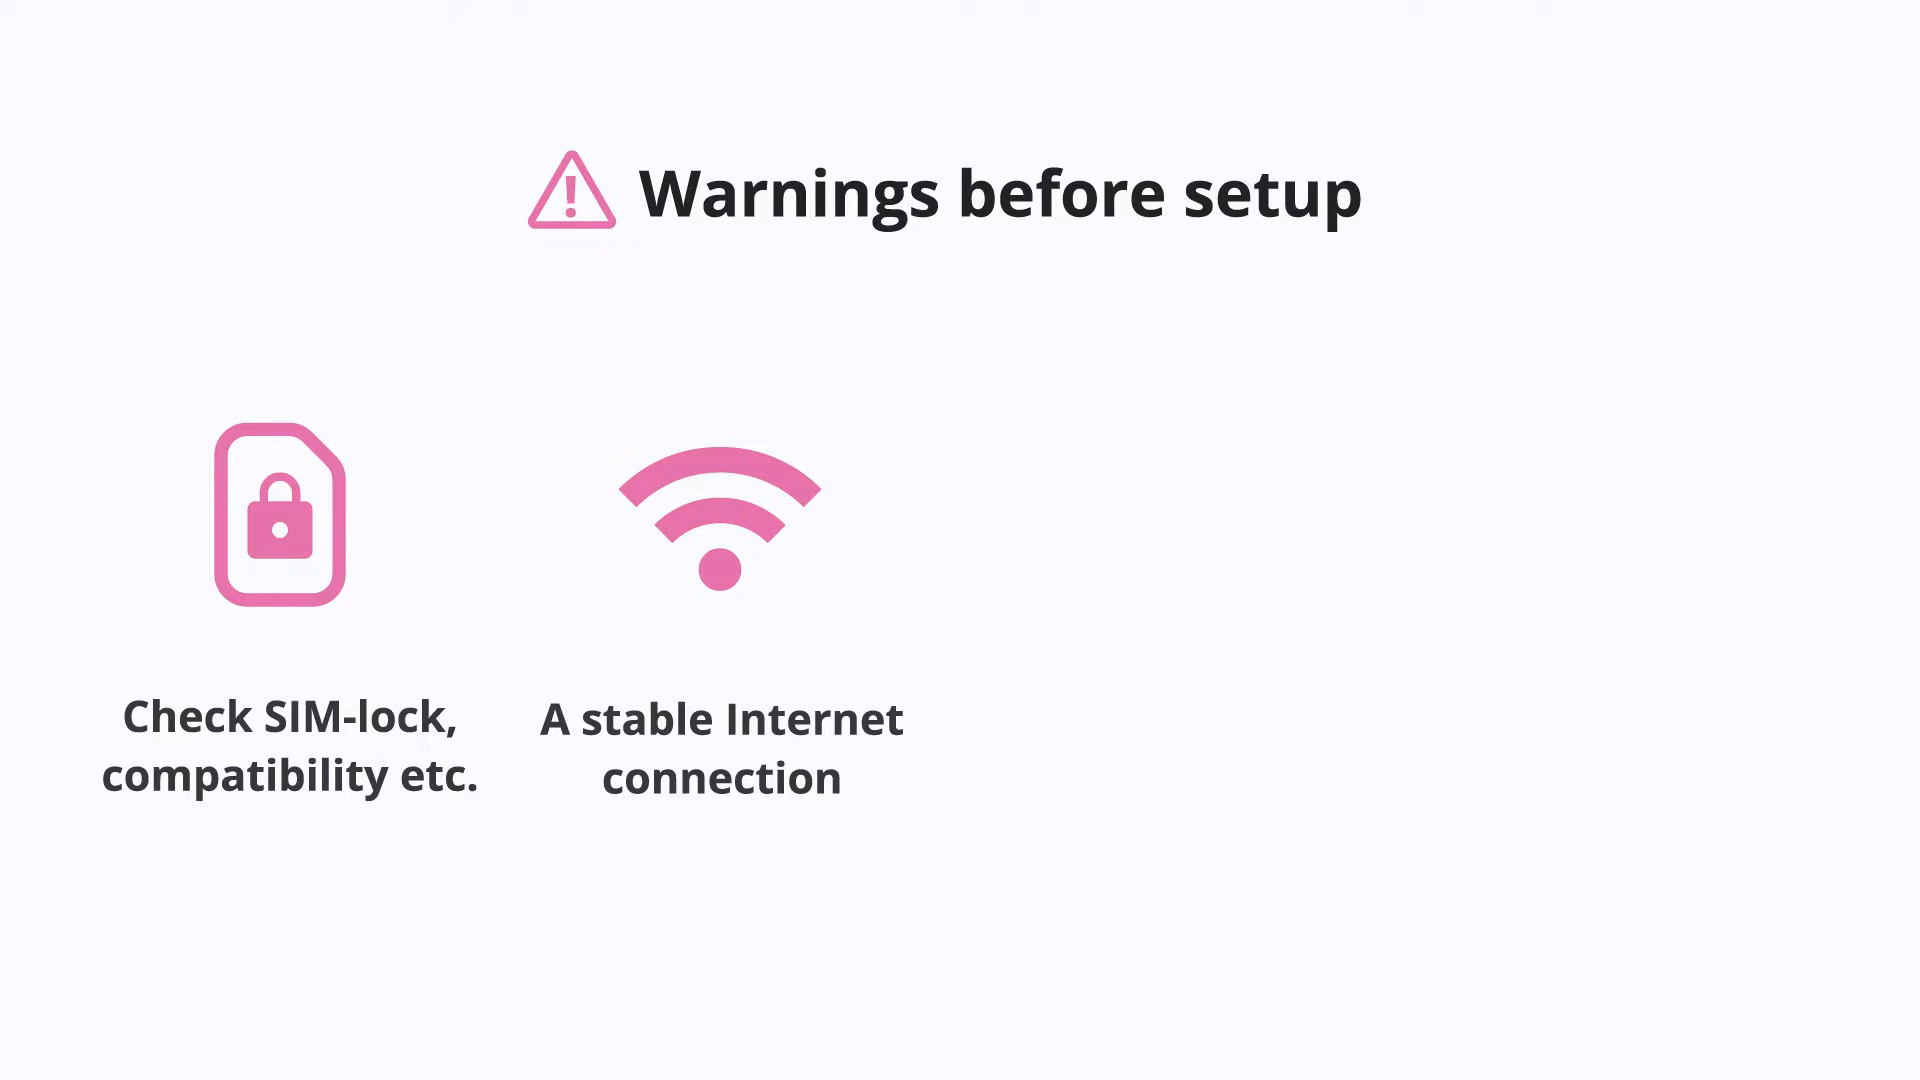 Warnings before setup
Check SIM-lock,
compatibility etc.
A stable Internet
connection